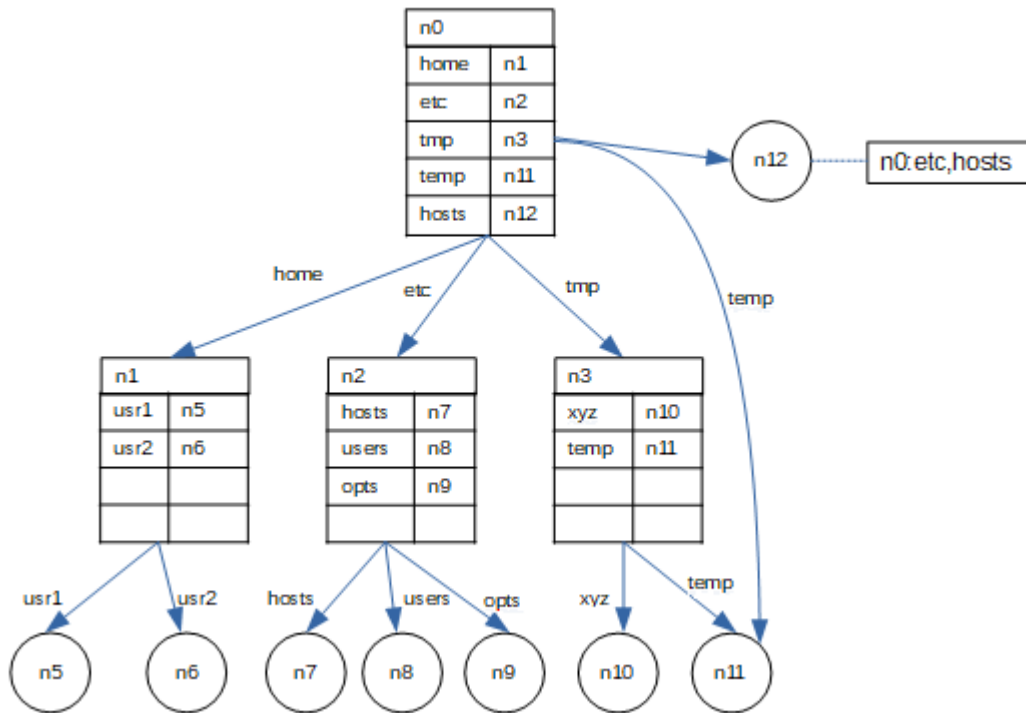 n0
home n1
etc n2
tmp n3
temp n11
hosts n12
n12
n0:etc,hosts
home
etc
tmp
temp
n1
usr1 n5
usr2 n6
n2
hosts n7
users n8
opts n9
n3
xyz n10
temp n11
usr1
usr2
hosts
users
opts
xyz
temp
n5
n6
n7
n8
n9
n10
n11